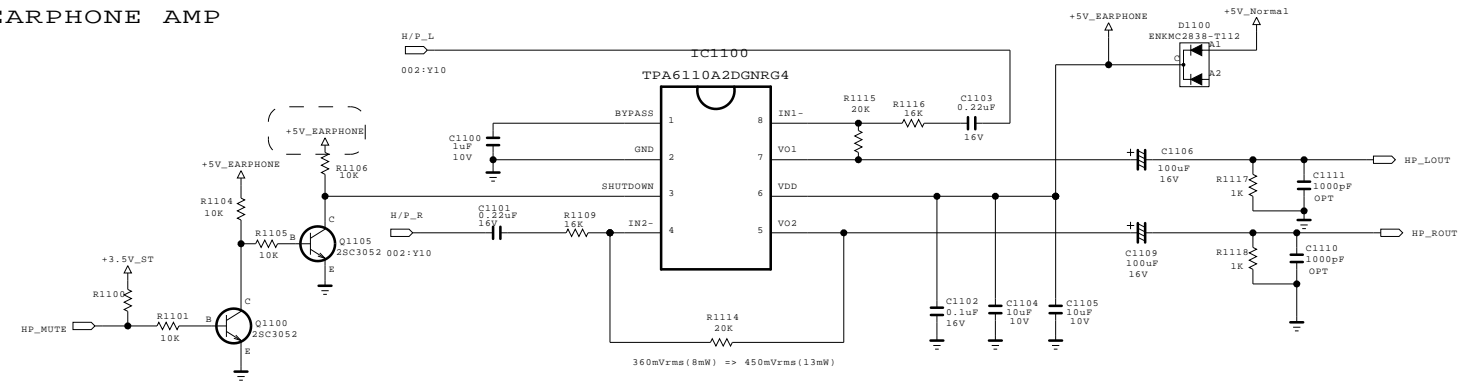 EARPHONE AMP
+5V_EARPHONE
+5V_Normal
D1100
ENKMC2838-T112
A1
C
A2
H/P_L
002:Y10
IC1100
TPA6110A2DGNRG4
R1115
20K
R1116
16K
C1103
0.22uF
16V
BYPASS
1
8
IN1-
C1100
1uF
10V
GND
2
7
VO1
C1106
100uF
16V
HP_LOUT
+5V_EARPHONE
R1106
10K
+5V_EARPHONE
R1104
10K
SHUTDOWN
3
6
VDD
R1117
1K
C1111
1000pF
OPT
H/P_R
002:Y10
C1101
0.22uF
16V
R1109
16K
IN2-
4
5
VO2
C1109
100uF
16V
HP_ROUT
R1105
10K
B
C
Q1105
2SC3052
E
R1118
1K
C1110
1000pF
OPT
+3.5V_ST
R1100
HP_MUTE
R1101
10K
B
C
Q1100
2SC3052
E
C1102
0.1uF
16V
C1104
10uF
10V
C1105
10uF
10V
R1114
20K
360mVrms(8mW) => 450mVrms(13mW)